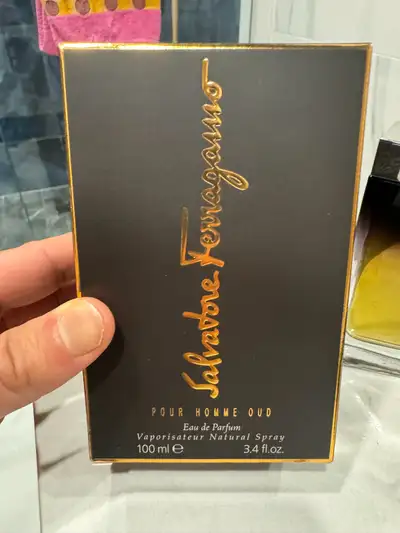 Salvatore Ferragamo
POUR HOMME OUD
Eau de Parfum
Vaporisateur Natural Spray
100 ml ℮ 3.4 fl.oz.